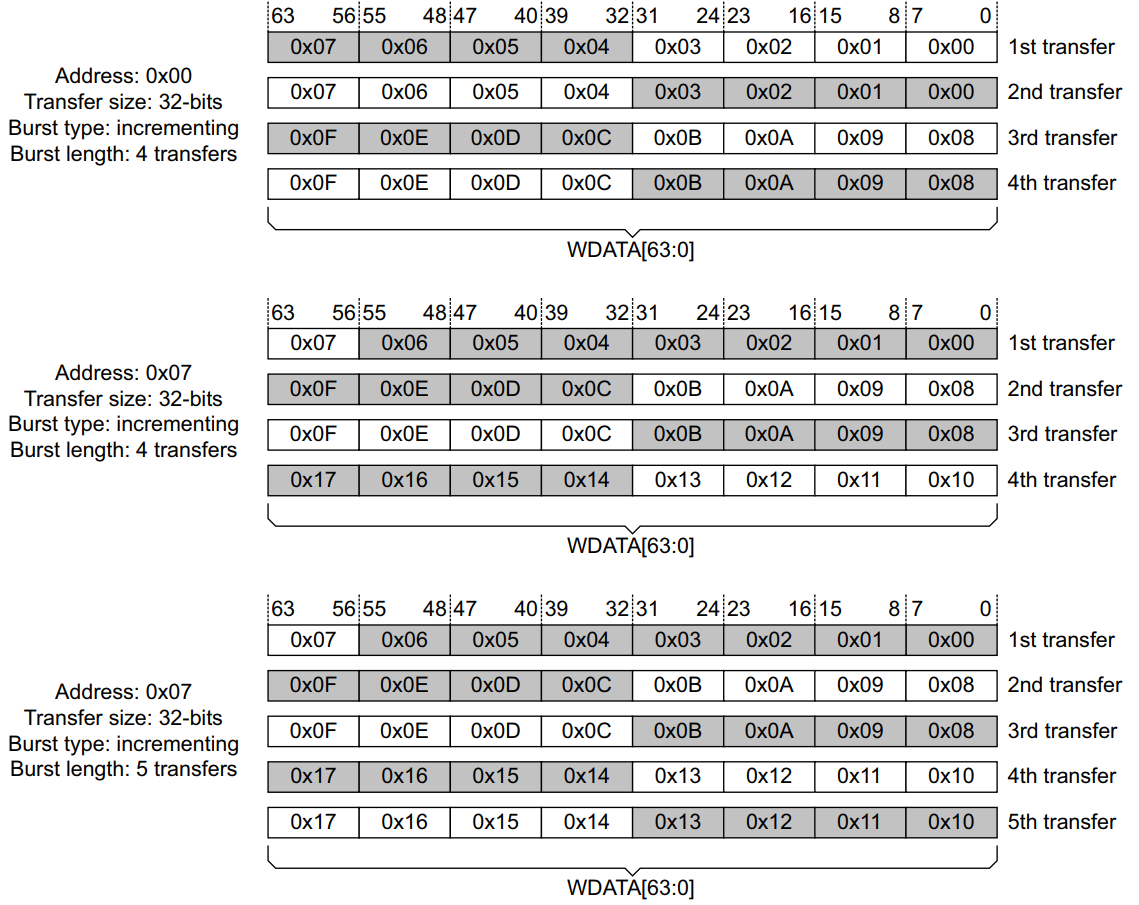 63 56 55 48 47 40 39 32 31 24 23 16 15 8 7 0
0x07 0x06 0x05 0x04 0x03 0x02 0x01 0x00 1st transfer
Address: 0x00
Transfer size: 32-bits
Burst type: incrementing
Burst length: 4 transfers
0x07 0x06 0x05 0x04 0x03 0x02 0x01 0x00 2nd transfer
0x0F 0x0E 0x0D 0x0C 0x0B 0x0A 0x09 0x08 3rd transfer
0x0F 0x0E 0x0D 0x0C 0x0B 0x0A 0x09 0x08 4th transfer
WDATA[63:0]
63 56 55 48 47 40 39 32 31 24 23 16 15 8 7 0
0x07 0x06 0x05 0x04 0x03 0x02 0x01 0x00 1st transfer
Address: 0x07
Transfer size: 32-bits
Burst type: incrementing
Burst length: 4 transfers
0x0F 0x0E 0x0D 0x0C 0x0B 0x0A 0x09 0x08 2nd transfer
0x0F 0x0E 0x0D 0x0C 0x0B 0x0A 0x09 0x08 3rd transfer
0x17 0x16 0x15 0x14 0x13 0x12 0x11 0x10 4th transfer
WDATA[63:0]
63 56 55 48 47 40 39 32 31 24 23 16 15 8 7 0
0x07 0x06 0x05 0x04 0x03 0x02 0x01 0x00 1st transfer
Address: 0x07
Transfer size: 32-bits
Burst type: incrementing
Burst length: 5 transfers
0x0F 0x0E 0x0D 0x0C 0x0B 0x0A 0x09 0x08 2nd transfer
0x0F 0x0E 0x0D 0x0C 0x0B 0x0A 0x09 0x08 3rd transfer
0x17 0x16 0x15 0x14 0x13 0x12 0x11 0x10 4th transfer
0x17 0x16 0x15 0x14 0x13 0x12 0x11 0x10 5th transfer
WDATA[63:0]